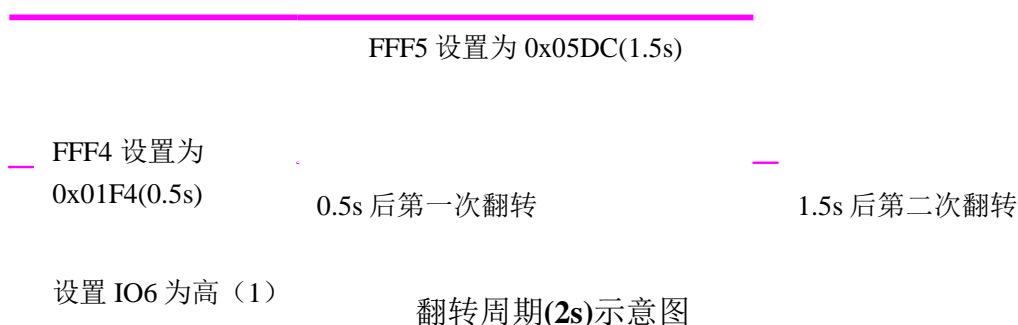 FFF5 设置为 0x05DC(1.5s)
FFF4 设置为
0x01F4(0.5s)
0.5s 后第一次翻转
1.5s 后第二次翻转
设置 IO6 为高（1）
翻转周期(2s)示意图